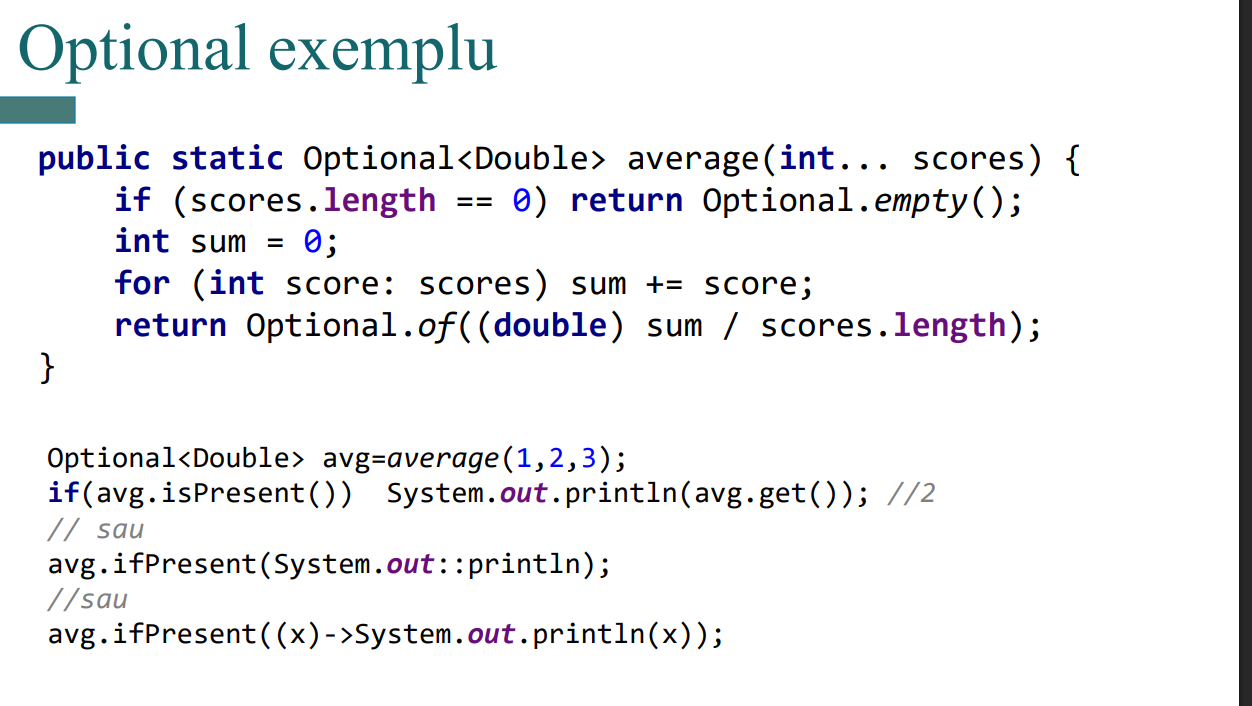 Optional exemplu
public static Optional<Double> average(int... scores) {
if (scores.length == 0) return Optional.empty();
int sum = 0;
for (int score: scores) sum += score;
return Optional.of((double) sum / scores.length);
}
Optional<Double> avg=average(1,2,3);
if(avg.isPresent()) System.out.println(avg.get()); //2
// sau
avg.ifPresent(System.out::println);
//sau
avg.ifPresent((x)->System.out.println(x));